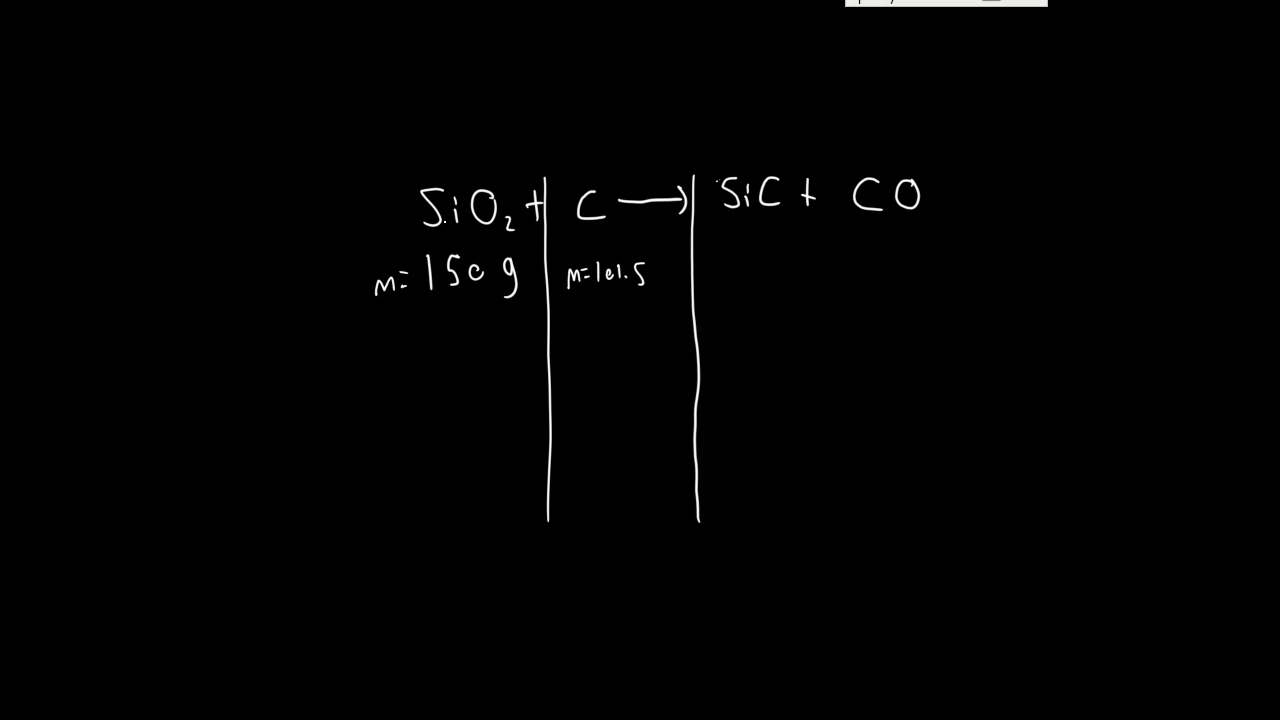 SiO₂ + C → SiC + CO
m= 150 g m=101.5